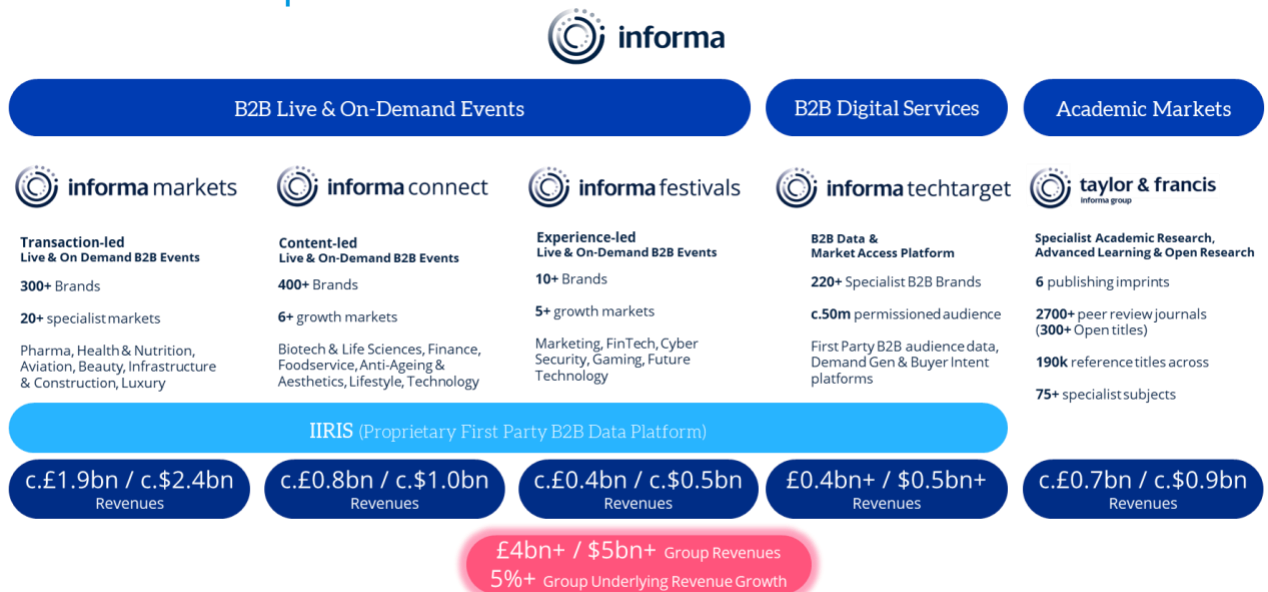 informa
B2B Live & On-Demand Events
B2B Digital Services
Academic Markets
informa markets
informa connect
informa festivals
informa techtarget
taylor & francis
informa group
Transaction-led
Live & On Demand B2B Events
300+ Brands
20+ specialist markets
Pharma, Health & Nutrition,
Aviation, Beauty, Infrastructure
& Construction, Luxury
Content-led
Live & On-Demand B2B Events
400+ Brands
6+ growth markets
Biotech & Life Sciences, Finance,
Foodservice, Anti-Ageing &
Aesthetics, Lifestyle, Technology
Experience-led
Live & On-Demand B2B Events
10+ Brands
5+ growth markets
Marketing, FinTech, Cyber
Security, Gaming, Future
Technology
B2B Data &
Market Access Platform
220+ Specialist B2B Brands
c.50m permissioned audience
First Party B2B audience data,
Demand Gen & Buyer Intent
platforms
Specialist Academic Research,
Advanced Learning & Open Research
6 publishing imprints
2700+ peer review journals
(300+ Open titles)
190k reference titles across
75+ specialist subjects
IIRIS (Proprietary First Party B2B Data Platform)
c.£1.9bn / c.$2.4bn
Revenues
c.£0.8bn / c.$1.0bn
Revenues
c.£0.4bn / c.$0.5bn
Revenues
£0.4bn+ / $0.5bn+
Revenues
c.£0.7bn / c.$0.9bn
Revenues
£4bn+ / $5bn+ Group Revenues
5%+ Group Underlying Revenue Growth